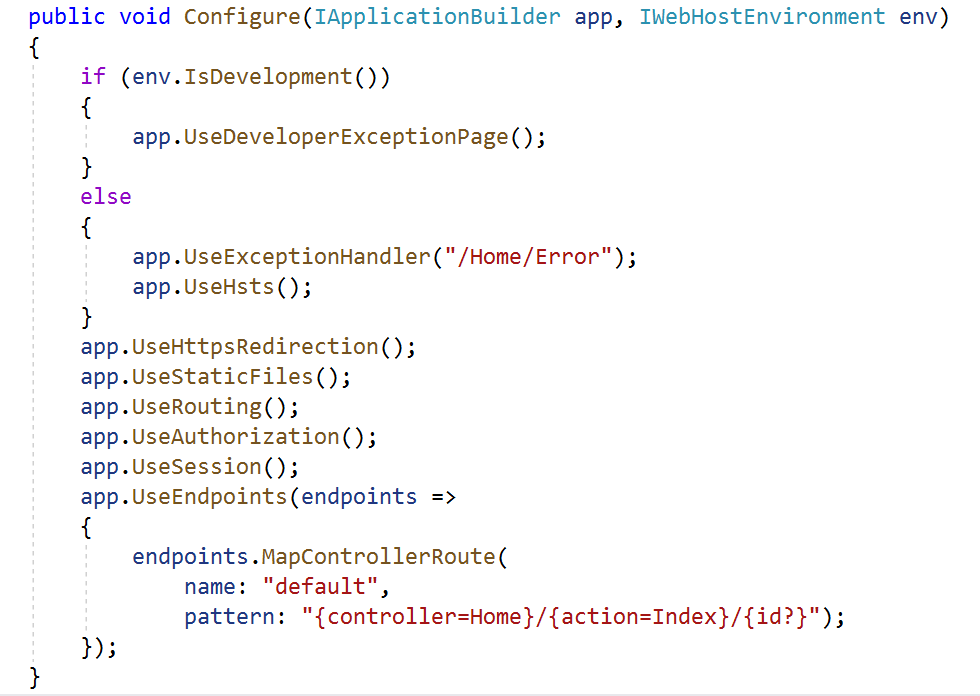 public void Configure(IApplicationBuilder app, IWebHostEnvironment env)
{
    if (env.IsDevelopment())
    {
        app.UseDeveloperExceptionPage();
    }
    else
    {
        app.UseExceptionHandler("/Home/Error");
        app.UseHsts();
    }
    app.UseHttpsRedirection();
    app.UseStaticFiles();
    app.UseRouting();
    app.UseAuthorization();
    app.UseSession();
    app.UseEndpoints(endpoints =>
    {
        endpoints.MapControllerRoute(
            name: "default",
            pattern: "{controller=Home}/{action=Index}/{id?}");
    });
}